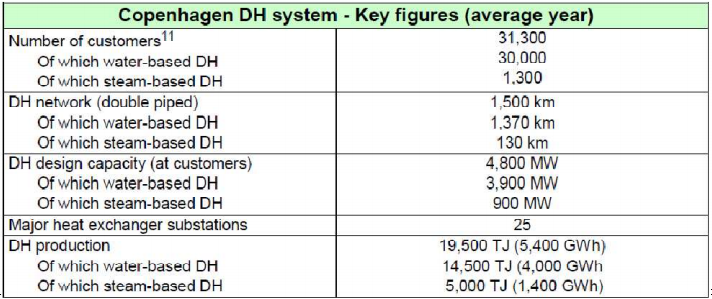 Copenhagen DH system - Key figures (average year)
Number of customers11 31,300
Of which water-based DH 30,000
Of which steam-based DH 1,300
DH network (double piped) 1,500 km
Of which water-based DH 1,370 km
Of which steam-based DH 130 km
DH design capacity (at customers) 4,800 MW
Of which water-based DH 3,900 MW
Of which steam-based DH 900 MW
Major heat exchanger substations 25
DH production 19,500 TJ (5,400 GWh)
Of which water-based DH 14,500 TJ (4,000 GWh
Of which steam-based DH 5,000 TJ (1,400 GWh)